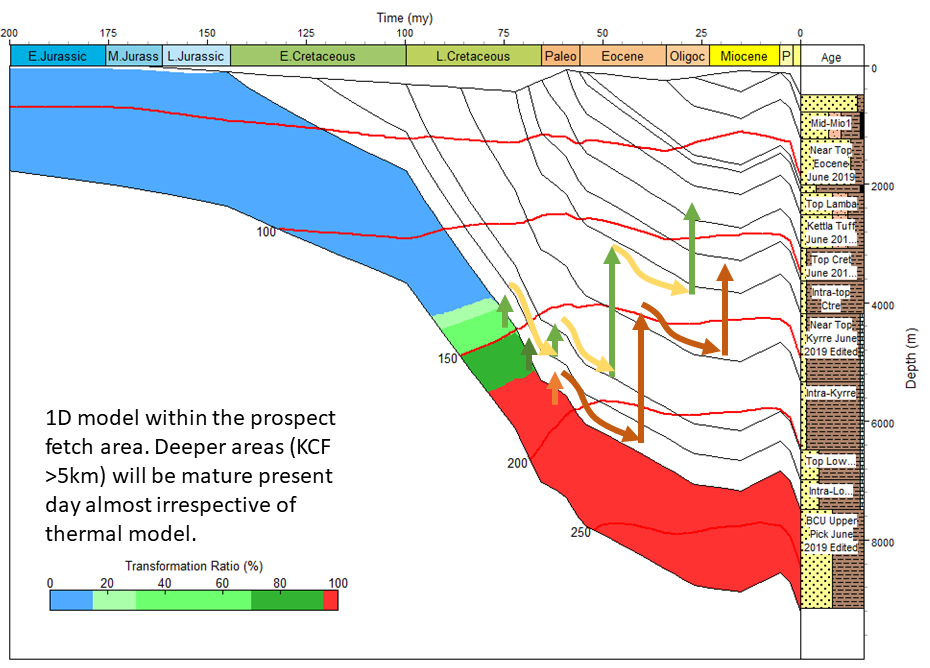 Time (my)
200 175 150 125 100 75 50 25 0
E.Jurassic M.Jurass L.Jurassic E.Cretaceous L.Cretaceous Paleo Eocene Oligoc Miocene P Age
0
Mid-Mio1
Near Top
Eocene
June 2019
2000
Top Lamba
Kettla Tuff
June 201...
100
Top Cret
June 201...
Intra-top
Ctre
4000
Near Top
Kyrre June
2019 Edited
150
Depth (m)
Intra-Kyrre
6000
1D model within the prospect
fetch area. Deeper areas (KCF
>5km) will be mature present
day almost irrespective of
thermal model.
200
Top Low...
Intra-Lo...
BCU Upper
Pick June
2019 Edited
250
8000
Transformation Ratio (%)
0 20 40 60 80 100